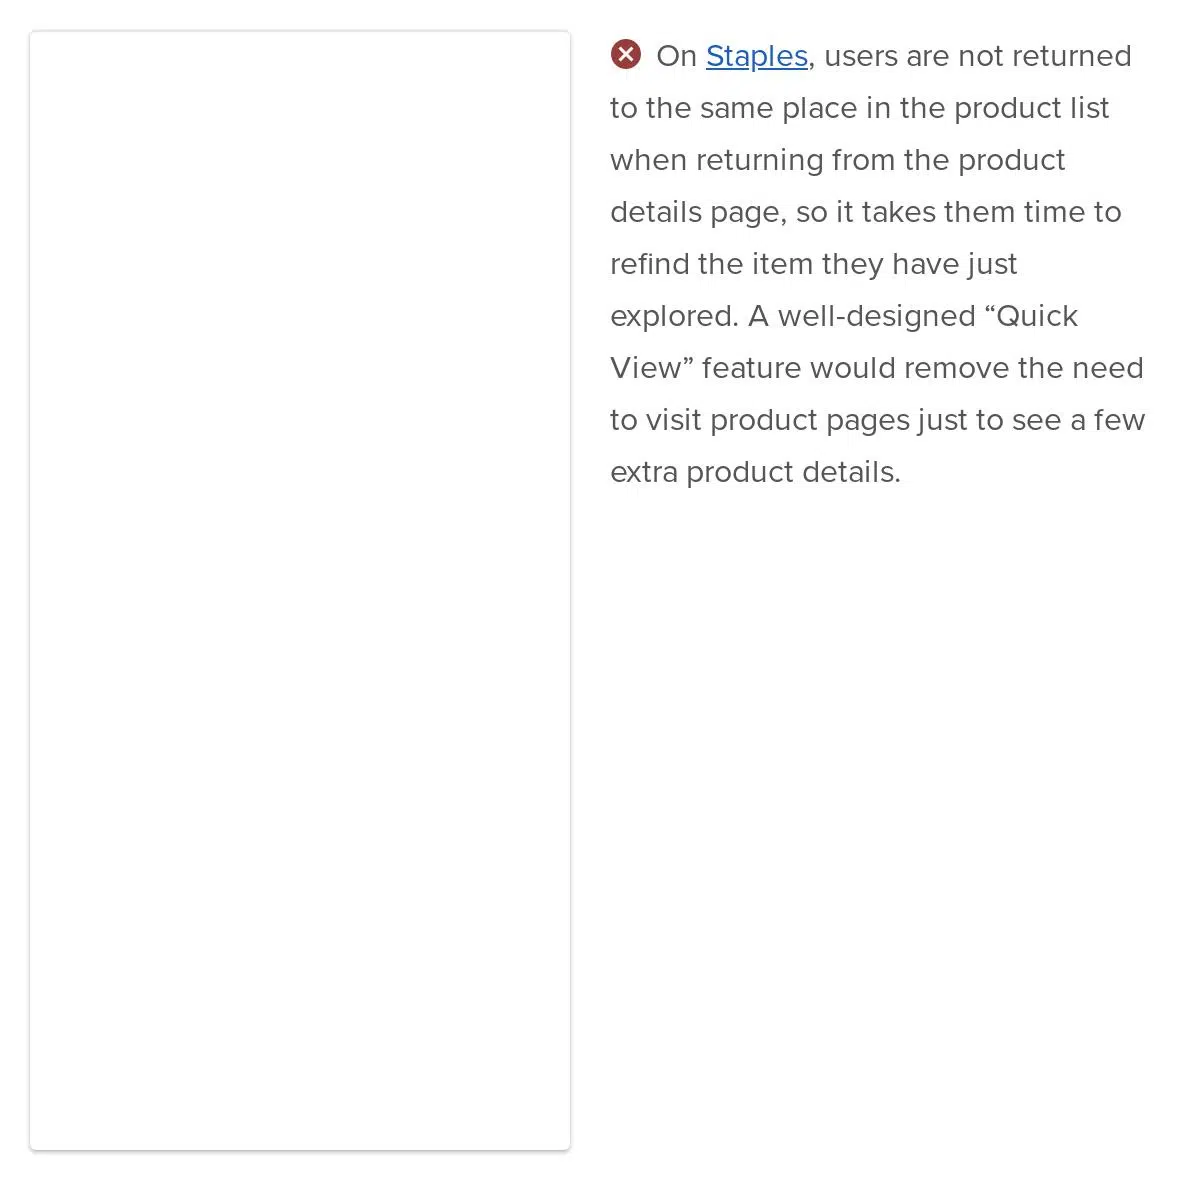 On Staples, users are not returned
to the same place in the product list
when returning from the product
details page, so it takes them time to
refind the item they have just
explored. A well-designed “Quick
View” feature would remove the need
to visit product pages just to see a few
extra product details.